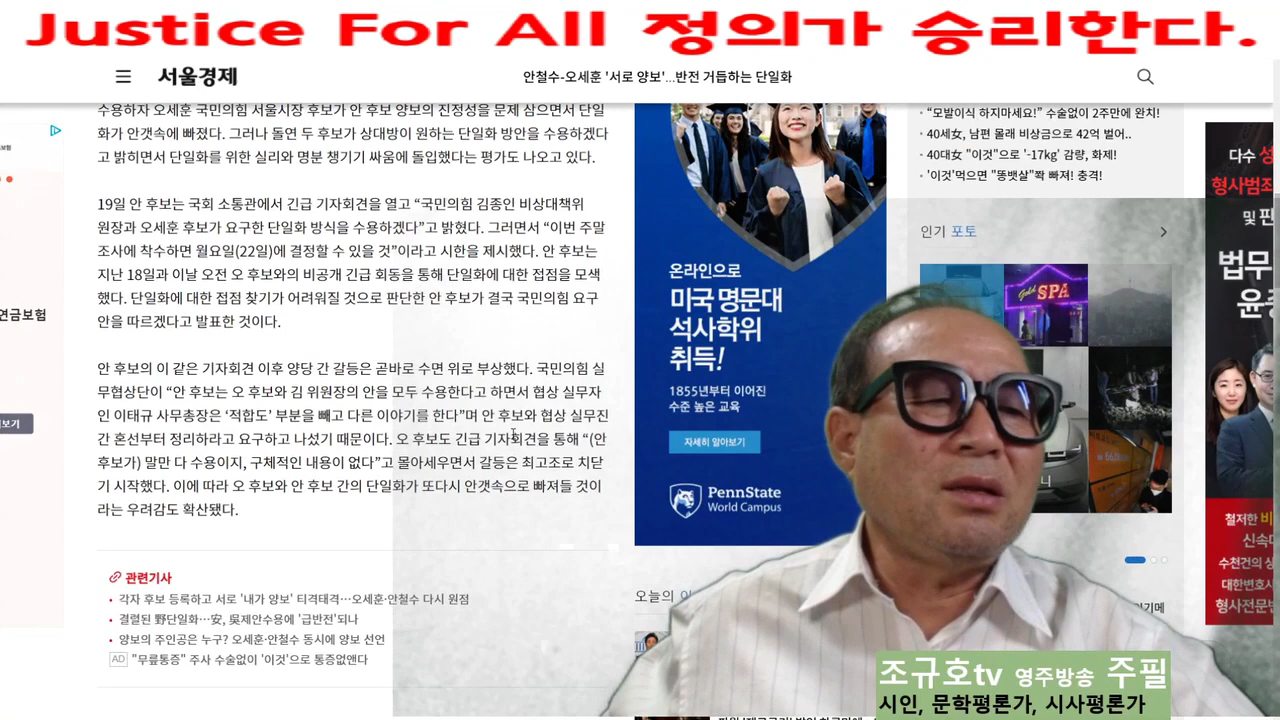 Justice For All 정의가 승리한다.
서울경제
안철수-오세훈 '서로 양보'...반전 거듭하는 단일화
수용하자 오세훈 국민의힘 서울시장 후보가 안 후보 양보의 진정성을 문제 삼으면서 단일
화가 안갯속에 빠졌다. 그러나 돌연 두 후보가 상대방이 원하는 단일화 방안을 수용하겠다
고 밝히면서 단일화를 위한 실리와 명분 챙기기 싸움에 돌입했다는 평가도 나오고 있다.
19일 안 후보는 국회 소통관에서 긴급 기자회견을 열고 “국민의힘 김종인 비상대책위
원장과 오세훈 후보가 요구한 단일화 방식을 수용하겠다”고 밝혔다. 그러면서 “이번 주말
조사에 착수하면 월요일(22일)에 결정할 수 있을 것”이라고 시한을 제시했다. 안 후보는
지난 18일과 이날 오전 오 후보와의 비공개 긴급 회동을 통해 단일화에 대한 접점을 모색
했다. 단일화에 대한 접점 찾기가 어려워질 것으로 판단한 안 후보가 결국 국민의힘 요구
안을 따르겠다고 발표한 것이다.
안 후보의 이 같은 기자회견 이후 양당 간 갈등은 곧바로 수면 위로 부상했다. 국민의힘 실
무협상단이 “안 후보는 오 후보와 김 위원장의 안을 모두 수용한다고 하면서 협상 실무자
인 이태규 사무총장은 ‘적합도’ 부분을 빼고 다른 이야기를 한다”며 안 후보와 협상 실무진
간 혼선부터 정리하라고 요구하고 나섰기 때문이다. 오 후보도 긴급 기자회견을 통해 “(안
후보가) 말만 다 수용이지, 구체적인 내용이 없다”고 몰아세우면서 갈등은 최고조로 치닫
기 시작했다. 이에 따라 오 후보와 안 후보 간의 단일화가 또다시 안갯속으로 빠져들 것이
라는 우려감도 확산됐다.
관련기사
각자 후보 등록하고 서로 '내가 양보' 티격태격…오세훈·안철수 다시 원점
결렬된 野단일화…安, 吳제안수용에 '급반전'되나
양보의 주인공은 누구? 오세훈·안철수 동시에 양보 선언
AD "무릎통증" 주사 수술없이 '이것'으로 통증없앤다
연금보험
보기
온라인으로
미국 명문대
석사학위
취득!
1855년부터 이어진
수준 높은 교육
자세히 알아보기
PennState
World Campus
오늘의
“모발이식 하지마세요!” 수술없이 2주만에 완치!
40세女, 남편 몰래 비상금으로 42억 벌어..
40대女 "이것"으로 '-17kg' 감량, 화제!
'이것'먹으면 "똥뱃살"쫙 빠져! 충격!
인기 포토
Gold SPA
다수 성
형사범죄
및 판
법무
윤중
철저한 비
신속대
수천건의 상
대한변호사
형사전문변
조규호tv 영주방송 주필
시인, 문학평론가, 시사평론가